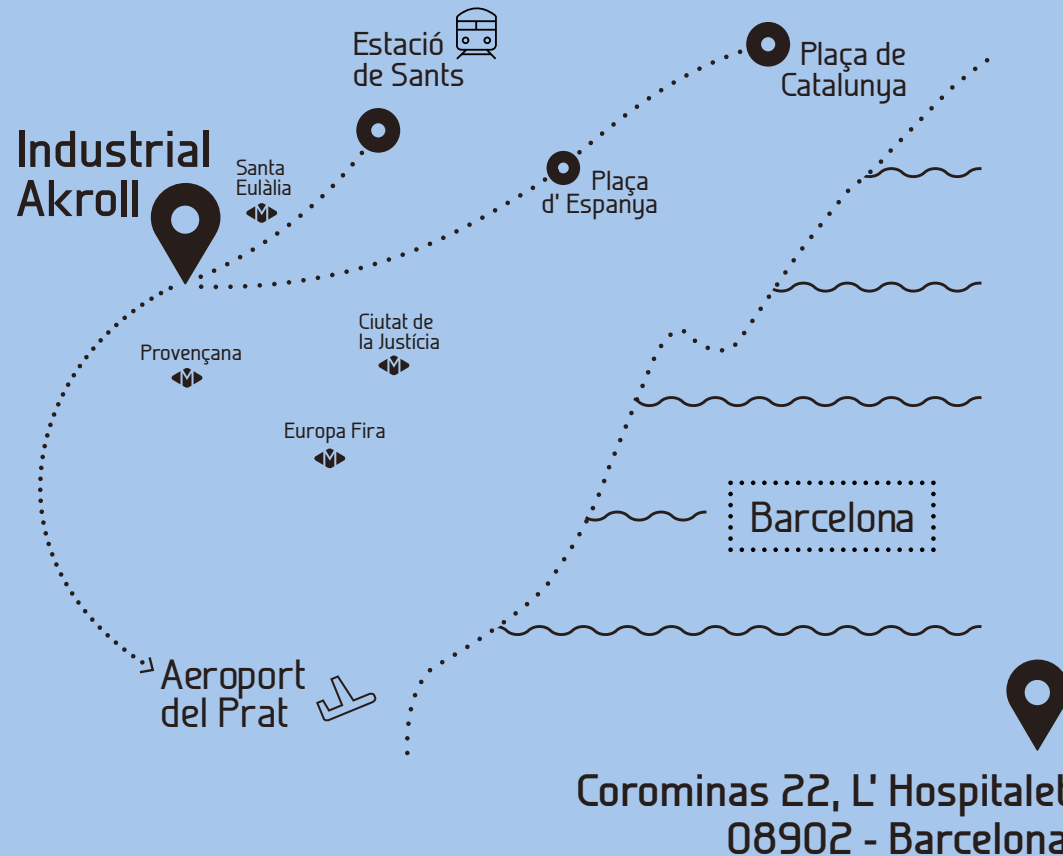 Estació
de Sants
Plaça de
Catalunya
Industrial
Akroll
Santa
Eulàlia
M
Plaça
d' Espanya
Ciutat de
la Justícia
M
Provençana
M
Europa Fira
M
Barcelona
Aeroport
del Prat
Corominas 22, L' Hospitalet
08902 - Barcelona